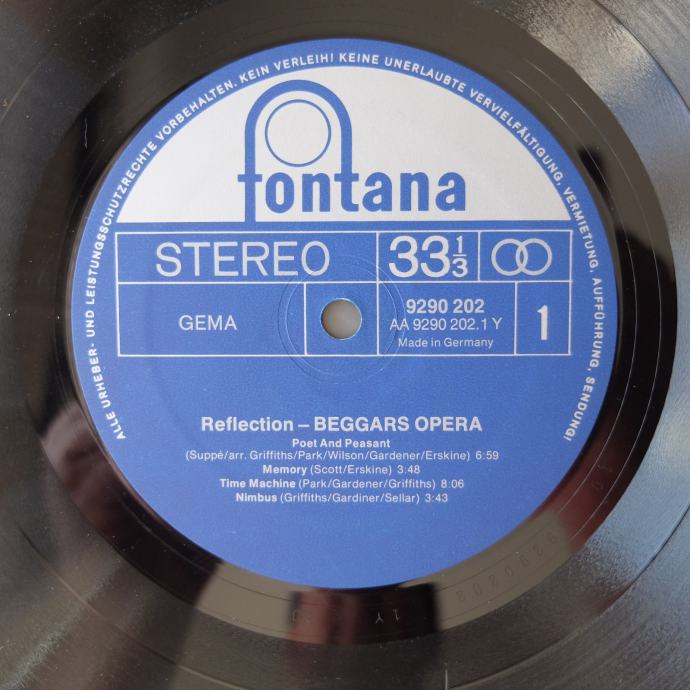 ALLE URHEBER- UND LEISTUNGSSCHUTZRECHTE VORBEHALTEN. KEIN VERLEIH! KEINE UNERLAUBTE VERVIELFÄLTIGUNG, VERMIETUNG, AUFFÜHRUNG, SENDUNG!
fontana
STEREO 33 1/3
GEMA
9290 202
AA 9290 202.1 Y
Made in Germany
1
Reflection – BEGGARS OPERA
Poet And Peasant
(Suppé/arr. Griffiths/Park/Wilson/Gardener/Erskine) 6:59
Memory (Scott/Erskine) 3:48
Time Machine (Park/Gardener/Griffiths) 8:06
Nimbus (Griffiths/Gardiner/Sellar) 3:43